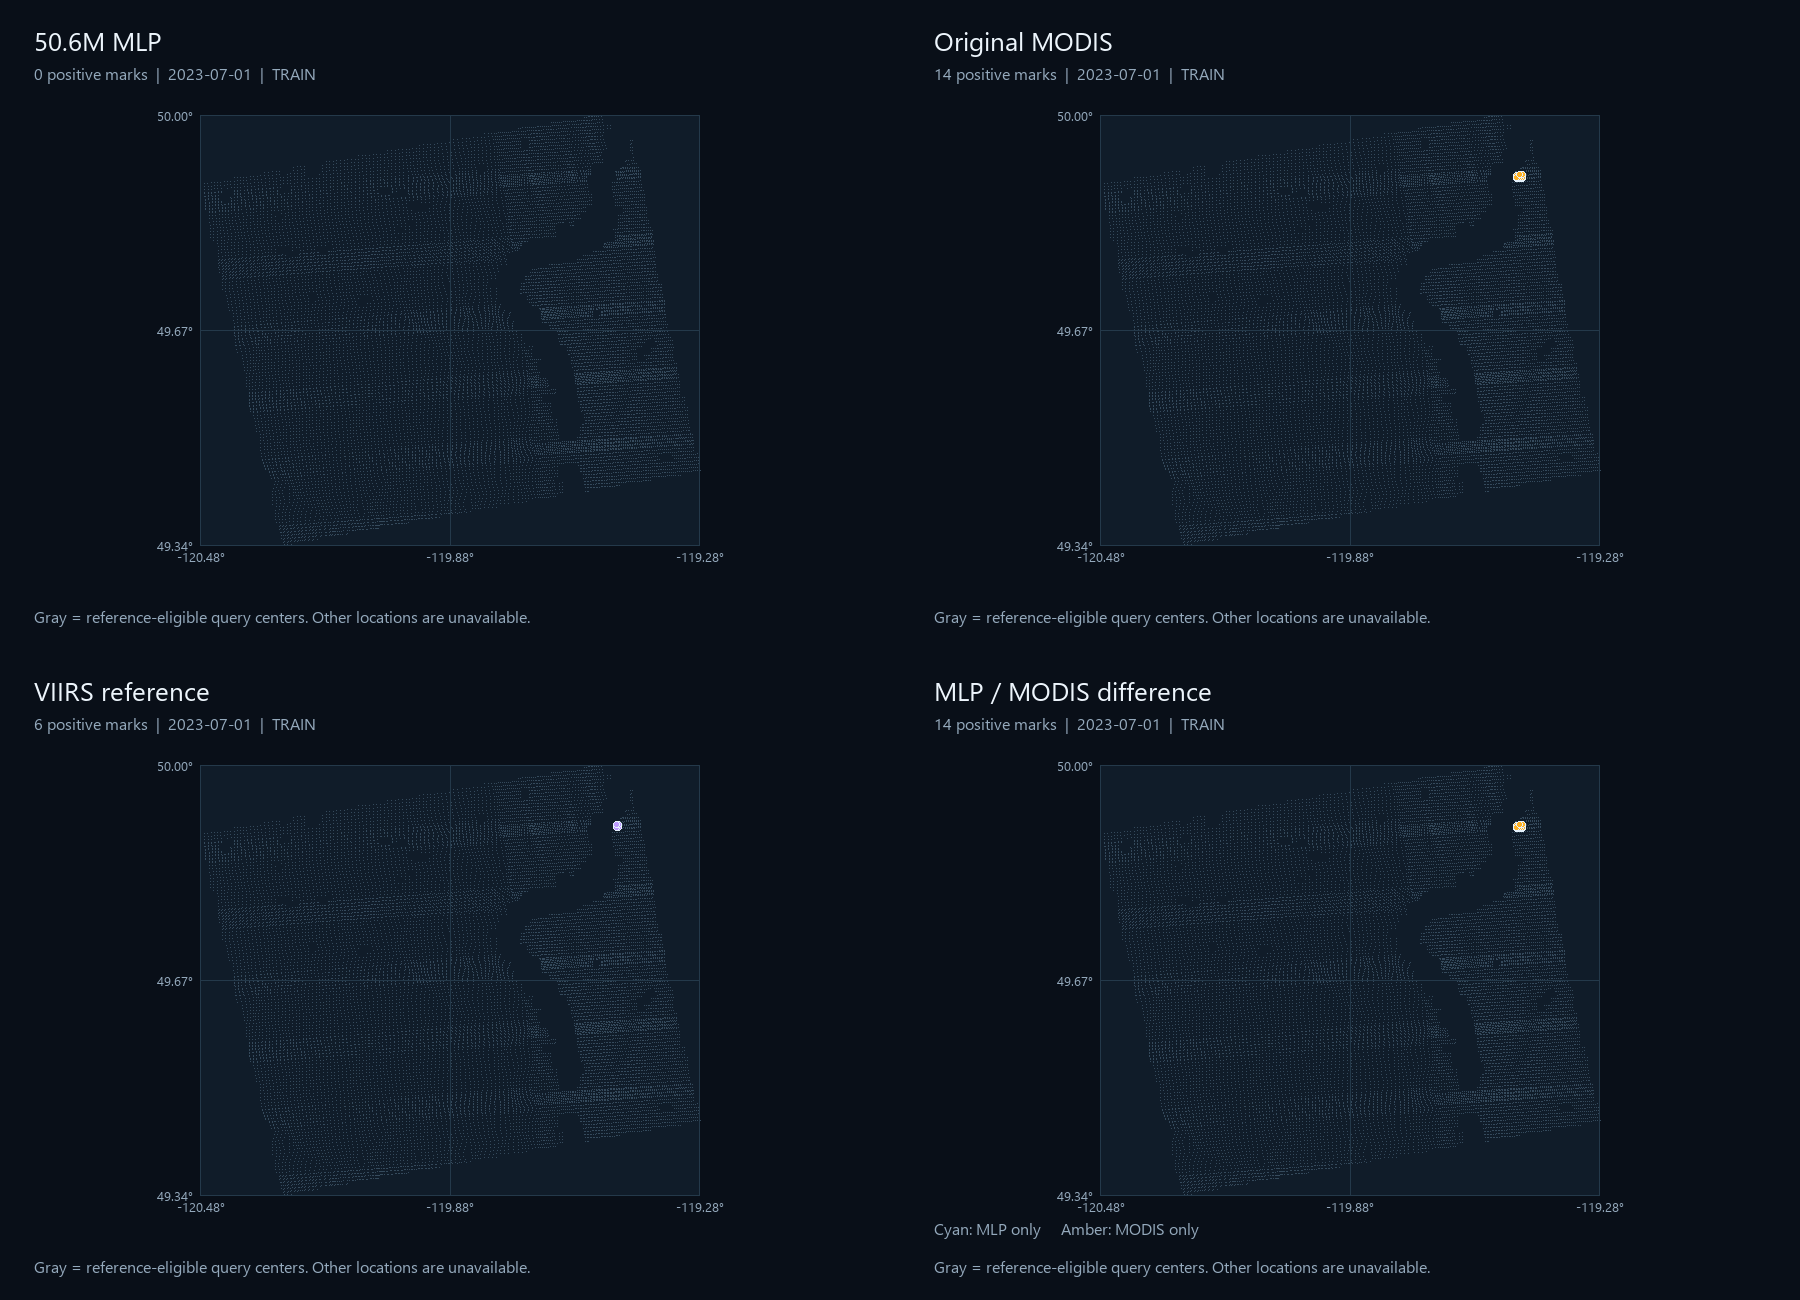 50.6M MLP
0 positive marks | 2023-07-01 | TRAIN
50.00°
49.67°
49.34°
-120.48°
-119.88°
-119.28°
Gray = reference-eligible query centers. Other locations are unavailable.
Original MODIS
14 positive marks | 2023-07-01 | TRAIN
50.00°
49.67°
49.34°
-120.48°
-119.88°
-119.28°
Gray = reference-eligible query centers. Other locations are unavailable.
VIIRS reference
6 positive marks | 2023-07-01 | TRAIN
50.00°
49.67°
49.34°
-120.48°
-119.88°
-119.28°
Gray = reference-eligible query centers. Other locations are unavailable.
MLP / MODIS difference
14 positive marks | 2023-07-01 | TRAIN
50.00°
49.67°
49.34°
-120.48°
-119.88°
-119.28°
Cyan: MLP only Amber: MODIS only
Gray = reference-eligible query centers. Other locations are unavailable.